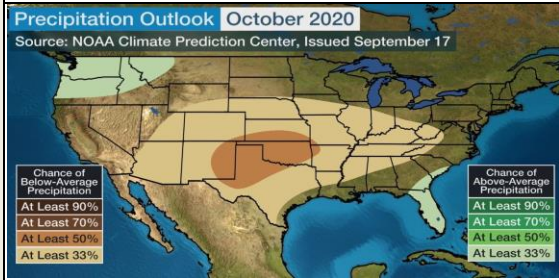 Precipitation Outlook October 2020
Source: NOAA Climate Prediction Center, Issued September 17
Chance of
Below-Average
Precipitation
At Least 90%
At Least 70%
At Least 50%
At Least 33%
Chance of
Above-Average
Precipitation
At Least 90%
At Least 70%
At Least 50%
At Least 33%